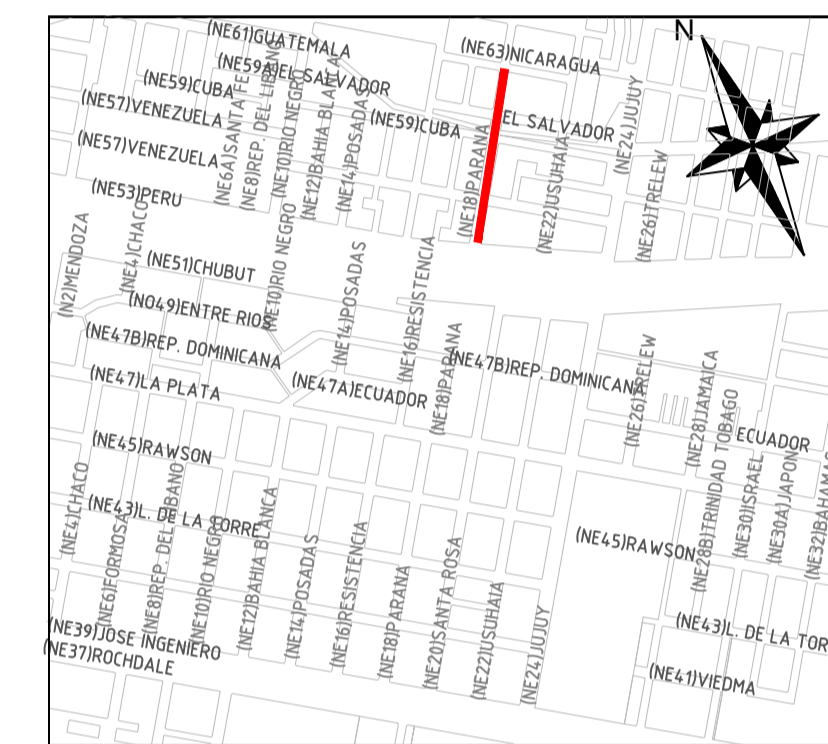 (NE61)GUATEMALA
N
(NE63)NICARAGUA
(NE59A)EL SALVADOR
(NE59)CUBA
(NE57)VENEZUELA
(NE59)CUBA
EL SALVADOR
(NE57)VENEZUELA
(NE6A)SANTA FE
(NE8)REP. DEL LIBANO
(NE10)RIO NEGRO
(NE12)BAHIA BLANCA
(NE14)POSADAS
(NE18)PARANA
(NE22)USUHAIA
(NE24)JUJUY
(NE26)TRELEW
(NE53)PERU
(N2)MENDOZA
(NE4)CHACO
(NE51)CHUBUT
(NE10)RIO NEGRO
(NE14)POSADAS
(NE16)RESISTENCIA
(NO49)ENTRE RIOS
(NE47B)REP. DOMINICANA
(NE18)PARANA
(NE47B)REP. DOMINICANA
(NE26)TRELEW
(NE28)JAMAICA
(NE47)LA PLATA
(NE47A)ECUADOR
(NE28B)TRINIDAD TOBAGO
ECUADOR
(NE45)RAWSON
(NE30)ISRAEL
(NE30A)JAPON
(NE32)BAHAMAS
(NE4)CHACO
(NE43)L. DE LA TORRE
(NE6)FORMOSA
(NE8)REP. DEL LIBANO
(NE10)RIO NEGRO
(NE12)BAHIA BLANCA
(NE14)POSADAS
(NE16)RESISTENCIA
(NE18)PARANA
(NE20)SANTA ROSA
(NE22)USUHAIA
(NE24)JUJUY
(NE45)RAWSON
(NE43)L. DE LA TOR
(NE39)JOSE INGENIERO
(NE37)ROCHDALE
(NE41)VIEDMA